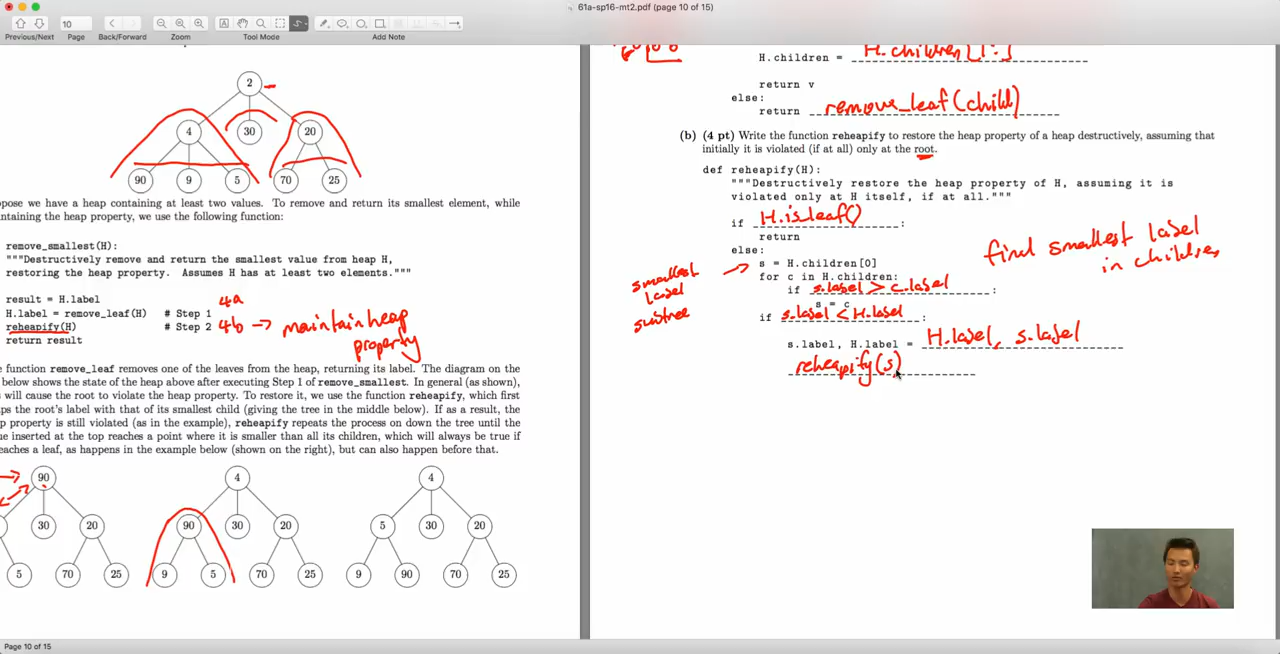 61a-sp16-mt2.pdf (page 10 of 15)
10
Previous/Next Page Back/Forward Zoom Tool Mode Add Note
2
4 30 20
90 9 5 70 25
pose we have a heap containing at least two values. To remove and return its smallest element, while
ntaining the heap property, we use the following function:
remove_smallest(H):
"""Destructively remove and return the smallest value from heap H,
restoring the heap property. Assumes H has at least two elements."""
result = H.label 4a
H.label = remove_leaf(H) # Step 1
reheapify(H) # Step 2 4b → maintain heap
return result property
e function remove_leaf removes one of the leaves from the heap, returning its label. The diagram on the
below shows the state of the heap above after executing Step 1 of remove_smallest. In general (as shown),
s will cause the root to violate the heap property. To restore it, we use the function reheapify, which first
ps the root's label with that of its smallest child (giving the tree in the middle below). If as a result, the
p property is still violated (as in the example), reheapify repeats the process on down the tree until the
ue inserted at the top reaches a point where it is smaller than all its children, which will always be true if
eaches a leaf, as happens in the example below (shown on the right), but can also happen before that.
90 4 4
30 20 90 30 20 5 30 20
5 70 25 9 5 70 25 9 90 70 25
H.children = H.children[1:]
return v
else:
return remove_leaf(child)
(b) (4 pt) Write the function reheapify to restore the heap property of a heap destructively, assuming that
initially it is violated (if at all) only at the root.
def reheapify(H):
"""Destructively restore the heap property of H, assuming it is
violated only at H itself, if at all."""
if H.is_leaf():
return
else:
s = H.children[0]
for c in H.children:
if s.label > c.label:
s = c
if s.label < H.label:
s.label, H.label = H.label, s.label
reheapify(s)
smallest
label
subtree
find smallest label
in children
Page 10 of 15